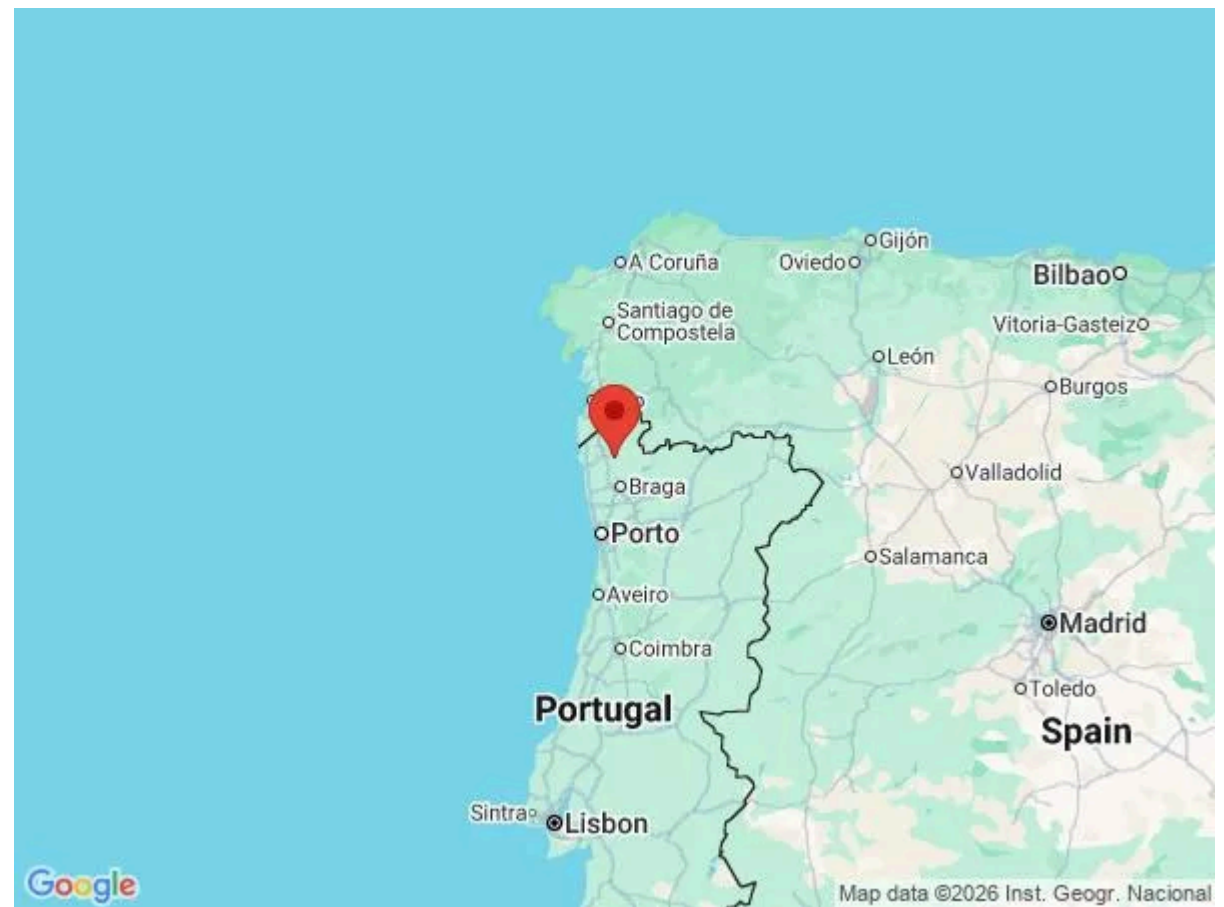 Gijón
A Coruña
Oviedo
Bilbao
Santiago de
Compostela
Vitoria-Gasteiz
León
Burgos
Valladolid
Braga
Porto
Salamanca
Aveiro
Madrid
Coimbra
Toledo
Portugal
Spain
Sintra
Lisbon
Google
Map data ©2026 Inst. Geogr. Nacional